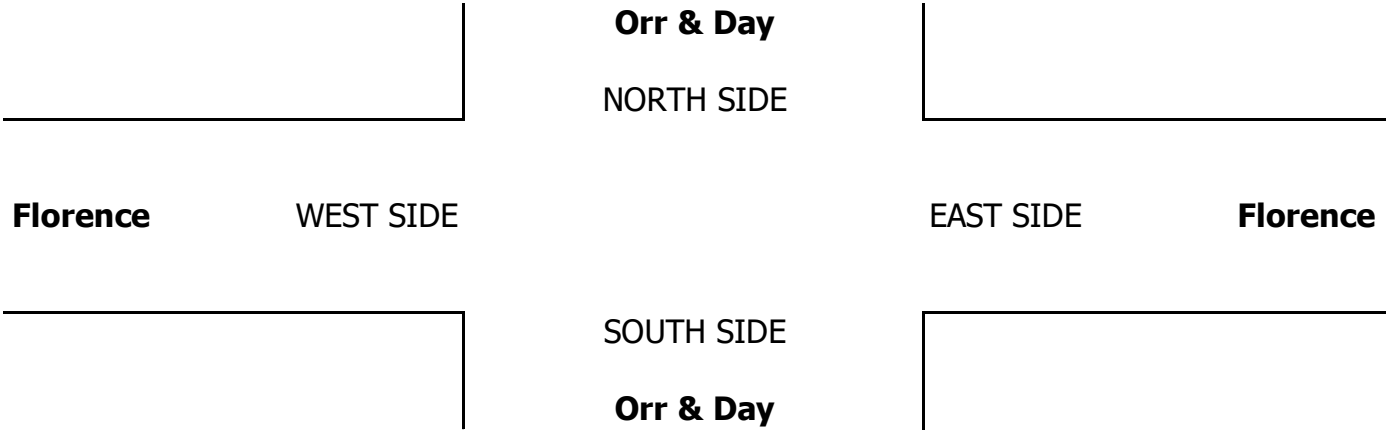 Orr & Day
NORTH SIDE
Florence WEST SIDE EAST SIDE Florence
SOUTH SIDE
Orr & Day